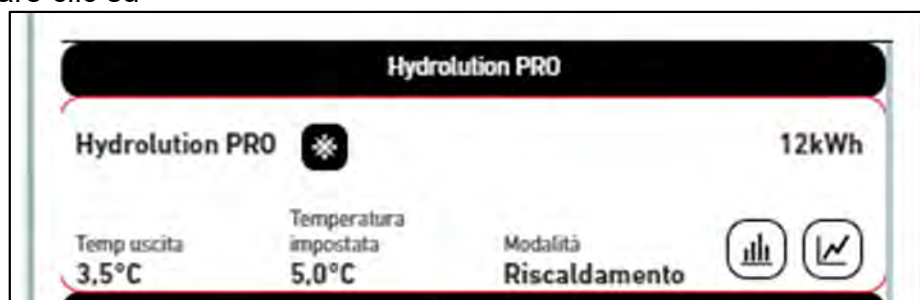 Hydrolution PRO
Hydrolution PRO
12kWh
Temp uscita
3,5°C
Temperatura
impostata
5,0°C
Modalità
Riscaldamento